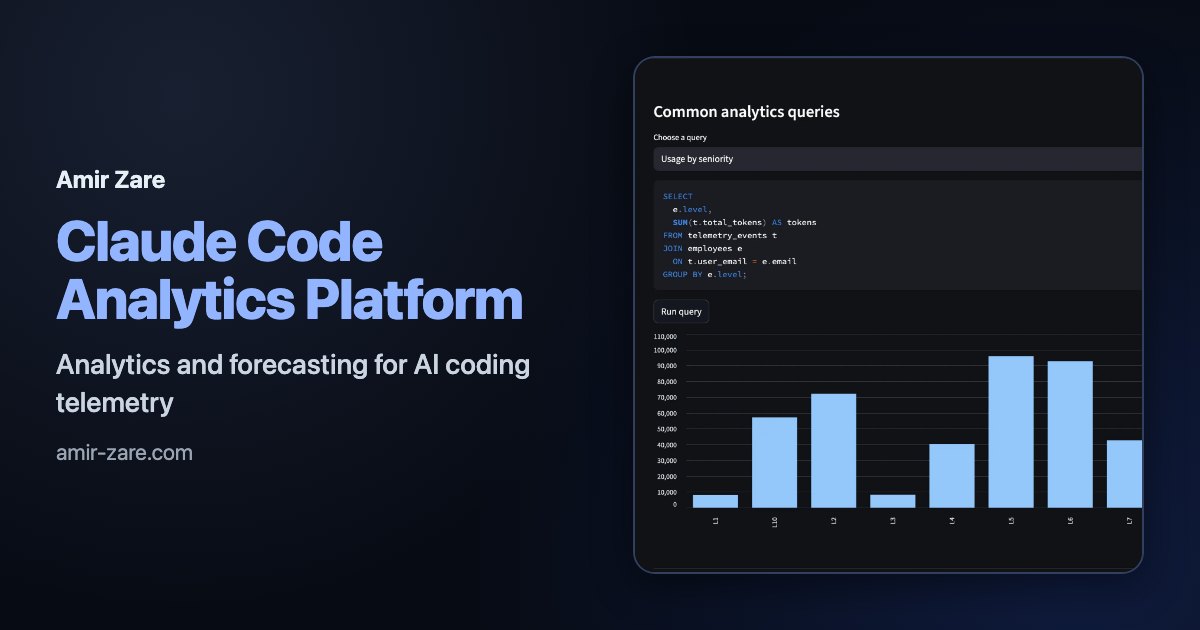 Amir Zare
Claude Code
Analytics Platform
Analytics and forecasting for AI coding
telemetry
amir-zare.com
Common analytics queries
Choose a query
Usage by seniority
SELECT
e.level,
SUM(t.total_tokens) AS tokens
FROM telemetry_events t
JOIN employees e
ON t.user_email = e.email
GROUP BY e.level;
Run query
110,000
100,000
90,000
80,000
70,000
60,000
50,000
40,000
30,000
20,000
10,000
0
L1
L10
L2
L3
L4
L5
L6
L7